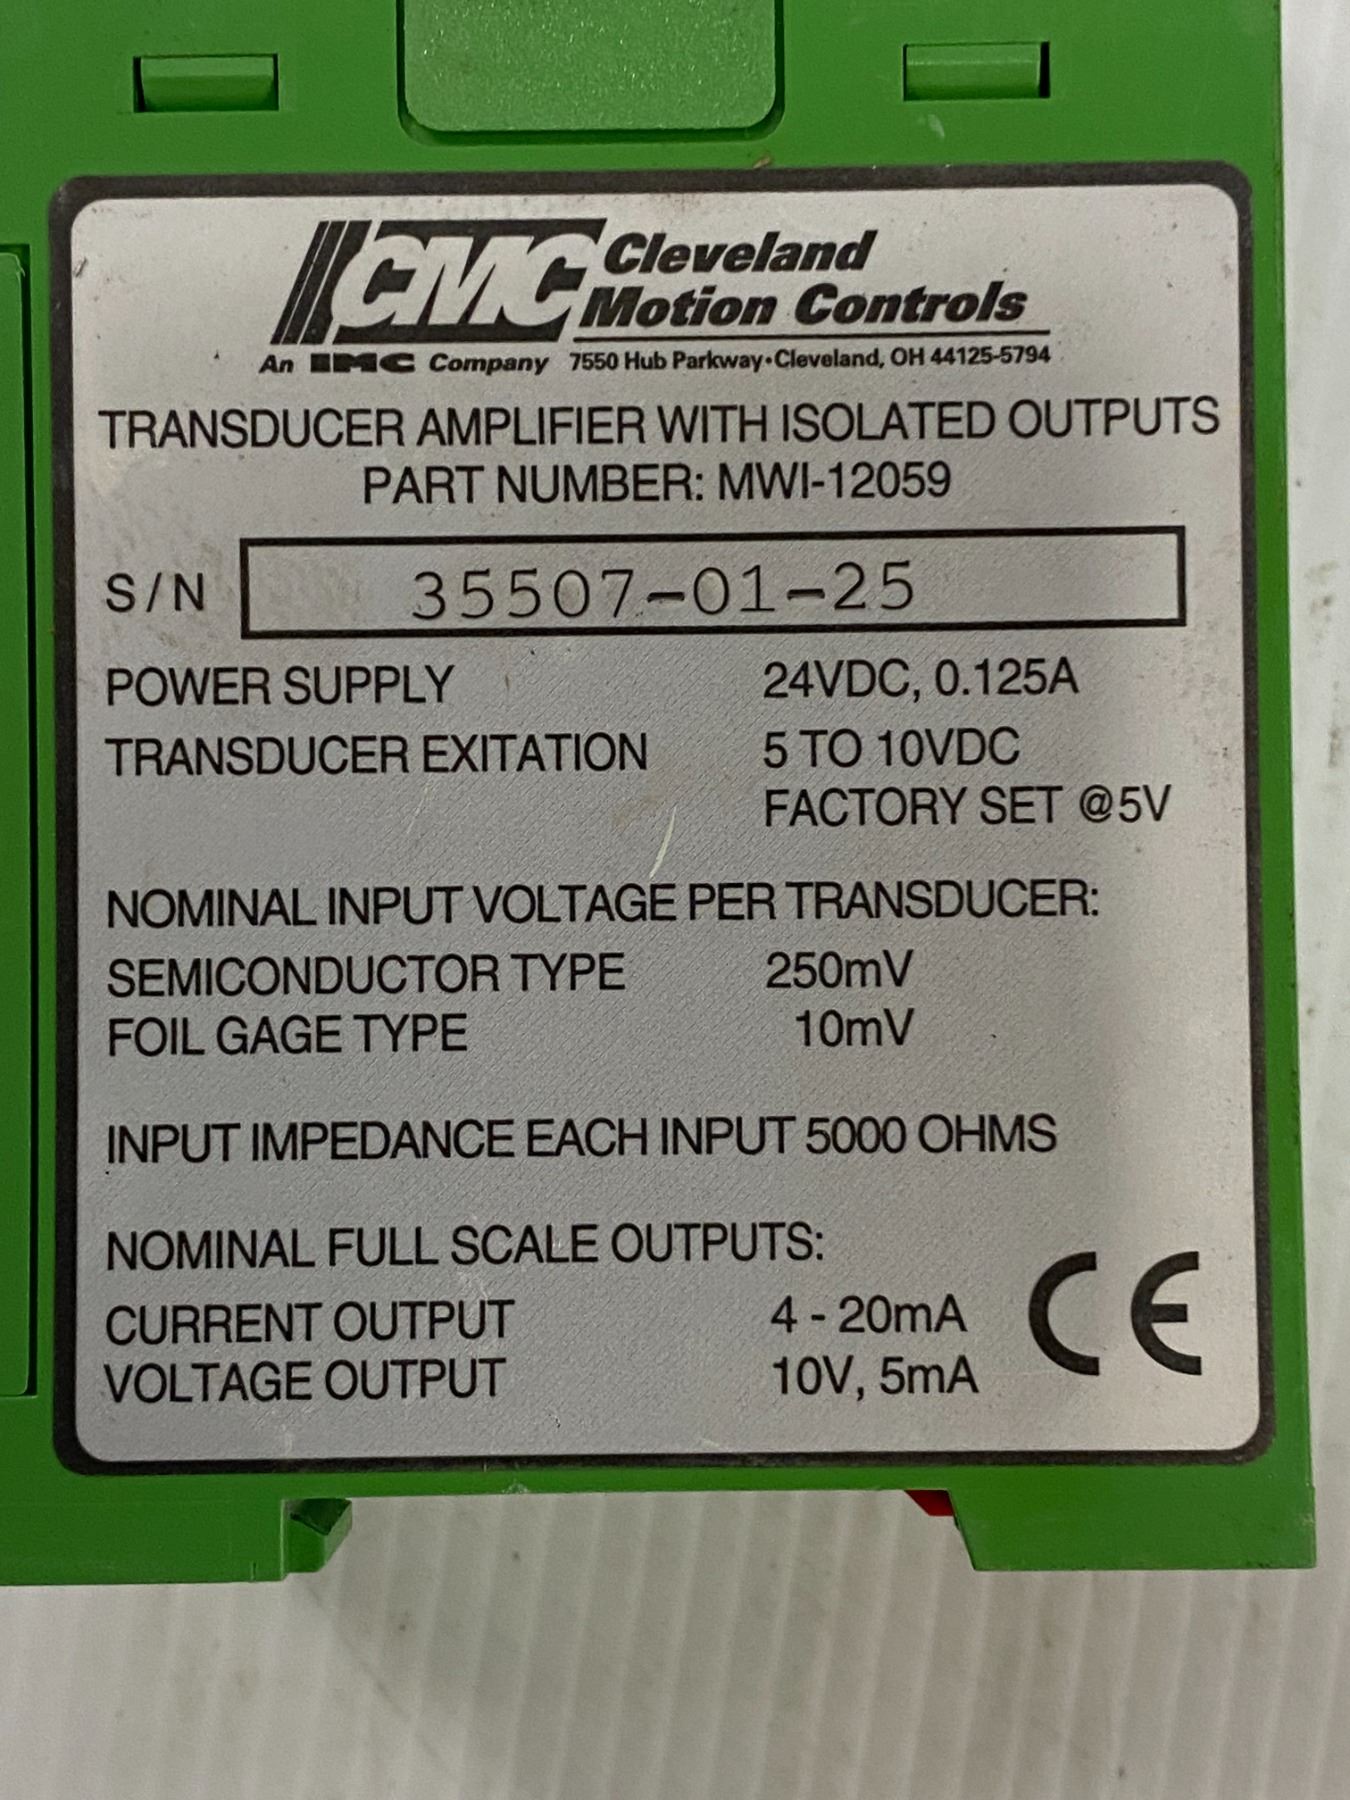 CMC Cleveland
Motion Controls
An IMC Company 7550 Hub Parkway•Cleveland, OH 44125-5794
TRANSDUCER AMPLIFIER WITH ISOLATED OUTPUTS
PART NUMBER: MWI-12059
S/N 35507-01-25
POWER SUPPLY 24VDC, 0.125A
TRANSDUCER EXITATION 5 TO 10VDC
FACTORY SET @5V
NOMINAL INPUT VOLTAGE PER TRANSDUCER:
SEMICONDUCTOR TYPE 250mV
FOIL GAGE TYPE 10mV
INPUT IMPEDANCE EACH INPUT 5000 OHMS
NOMINAL FULL SCALE OUTPUTS:
CURRENT OUTPUT 4 - 20mA
VOLTAGE OUTPUT 10V, 5mA
CE